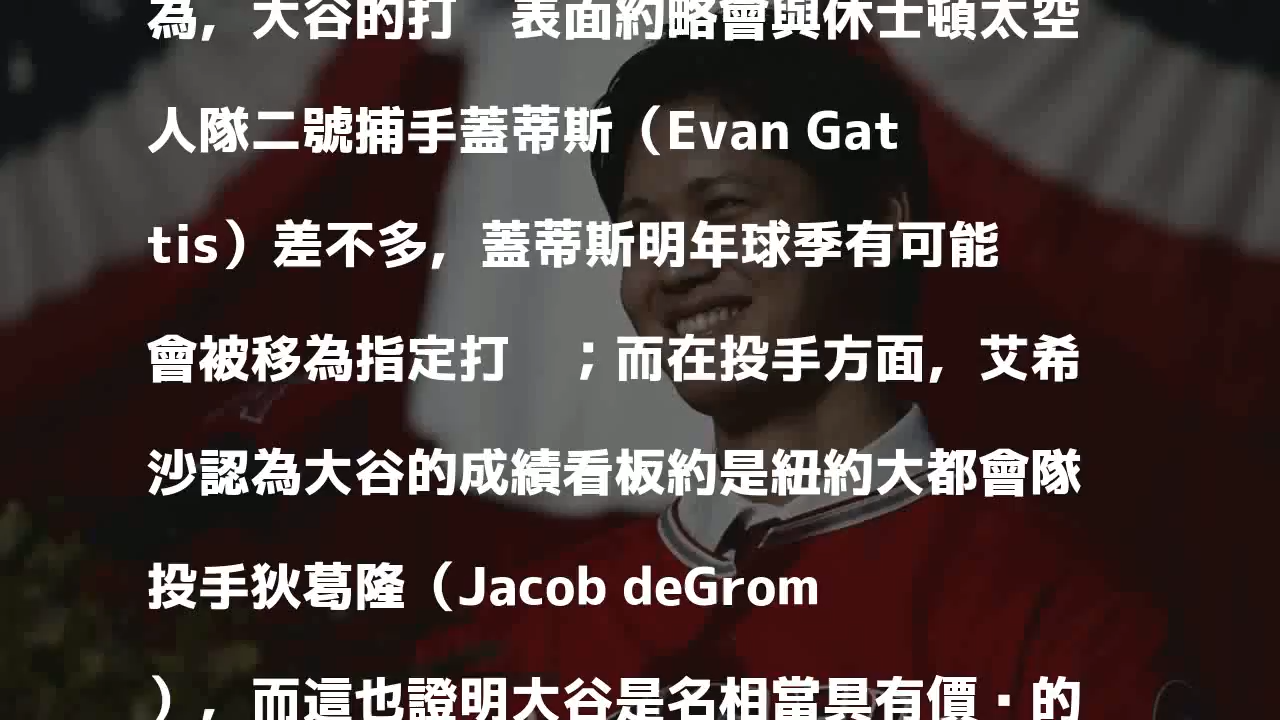 為，大谷的打　表面約略會與休士頓太空
人隊二號捕手蓋蒂斯（Evan Gat
tis）差不多，蓋蒂斯明年球季有可能
會被移為指定打　；而在投手方面，艾希
沙認為大谷的成績看板約是紐約大都會隊
投手狄葛隆（Jacob deGrom
），而這也證明大谷是名相當具有價·的